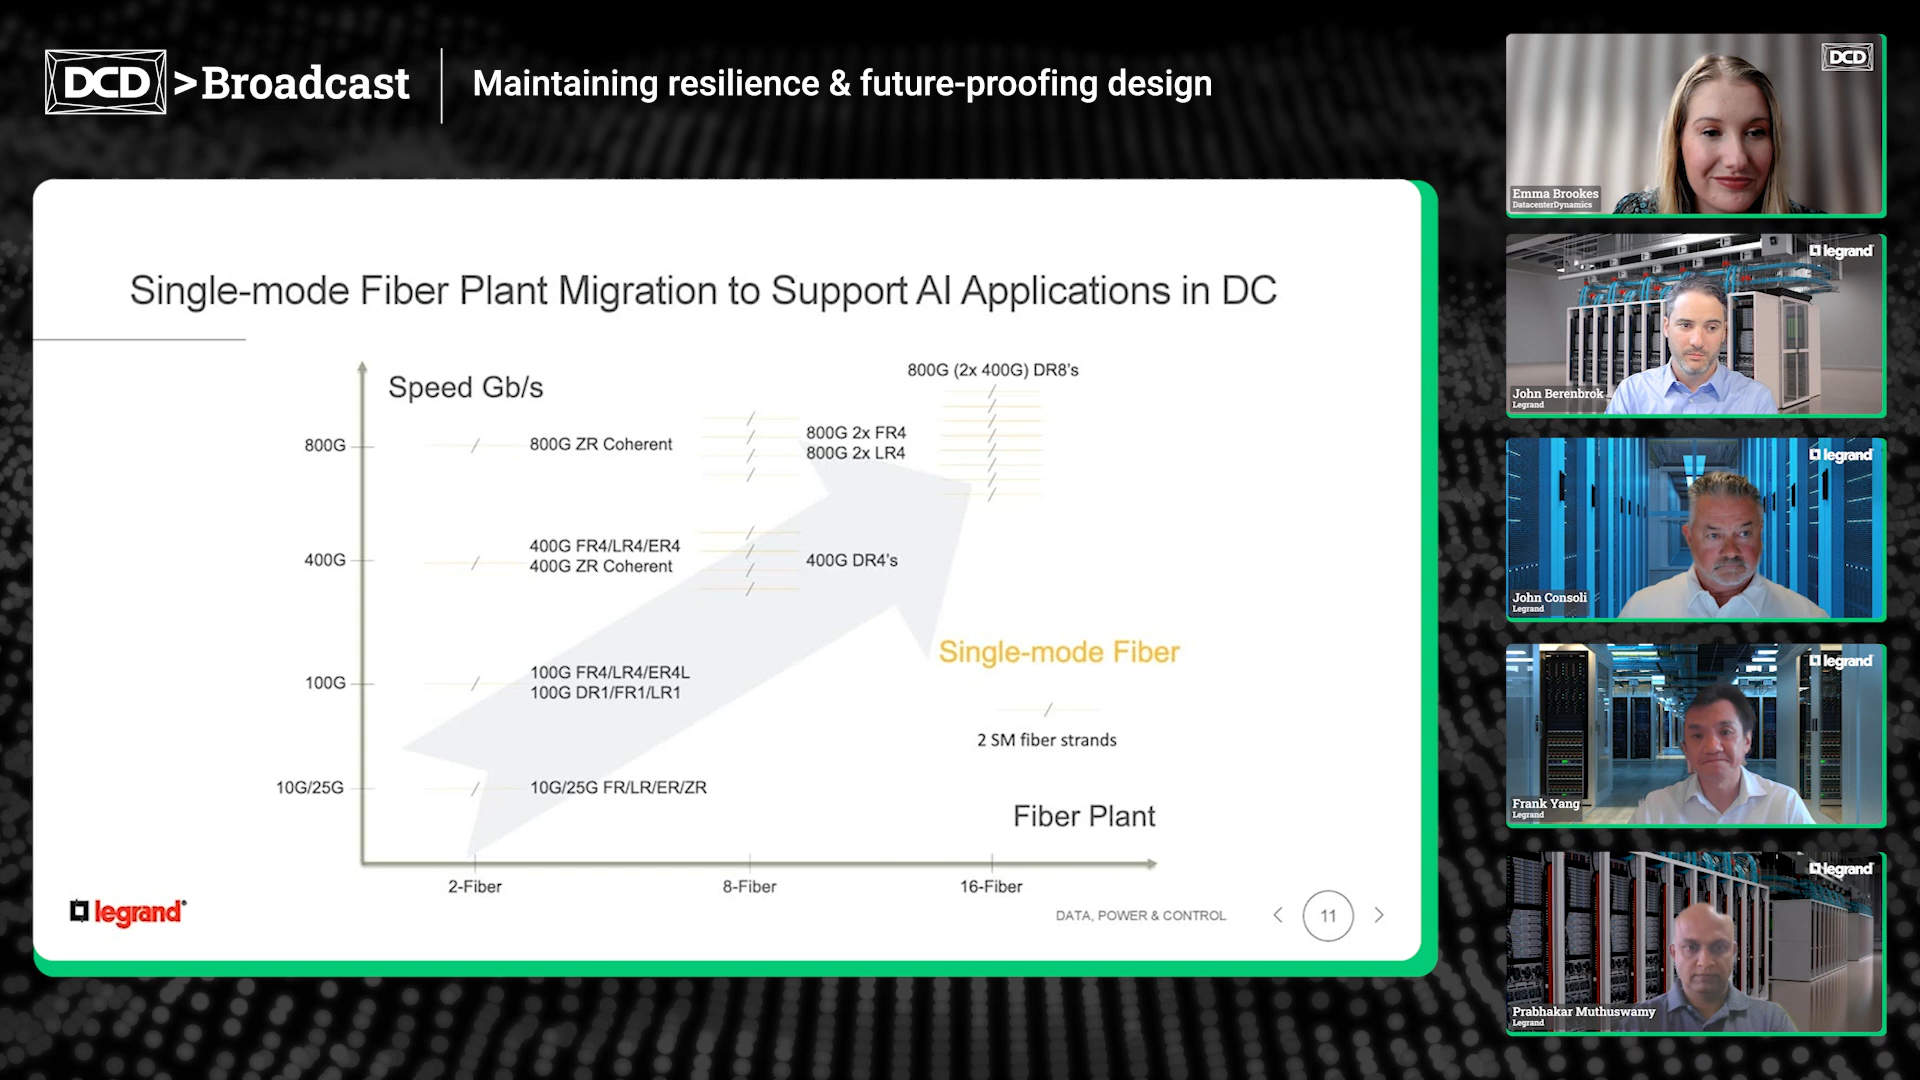 DCD >Broadcast
Maintaining resilience & future-proofing design
Single-mode Fiber Plant Migration to Support AI Applications in DC
Speed Gb/s
800G (2x 400G) DR8's
800G
800G ZR Coherent
800G 2x FR4
800G 2x LR4
400G
400G FR4/LR4/ER4
400G ZR Coherent
400G DR4's
100G
100G FR4/LR4/ER4L
100G DR1/FR1/LR1
Single-mode Fiber
2 SM fiber strands
10G/25G
10G/25G FR/LR/ER/ZR
Fiber Plant
2-Fiber
8-Fiber
16-Fiber
legrand®
DATA, POWER & CONTROL
11
DCD
Emma Brookes
DatacenterDynamics
legrand
John Berenbrok
Legrand
legrand
John Consoli
Legrand
legrand
Frank Yang
Legrand
legrand
Prabhakar Muthuswamy
Legrand